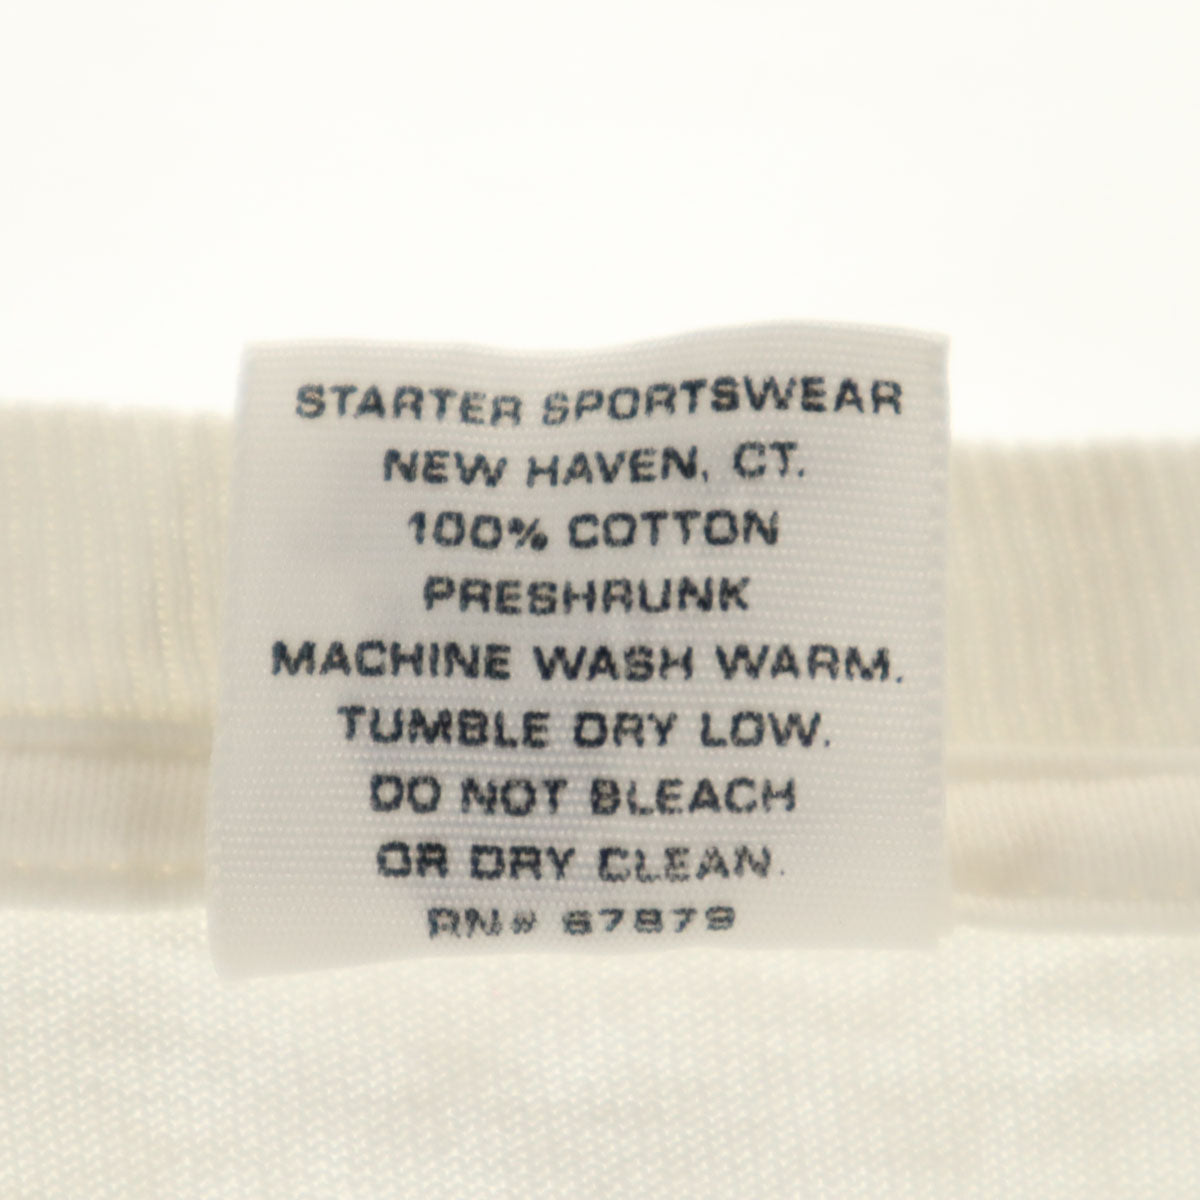 STARTER SPORTSWEAR
NEW HAVEN, CT.
100% COTTON
PRESHRUNK
MACHINE WASH WARM.
TUMBLE DRY LOW.
DO NOT BLEACH
OR DRY CLEAN.
RN# 67879